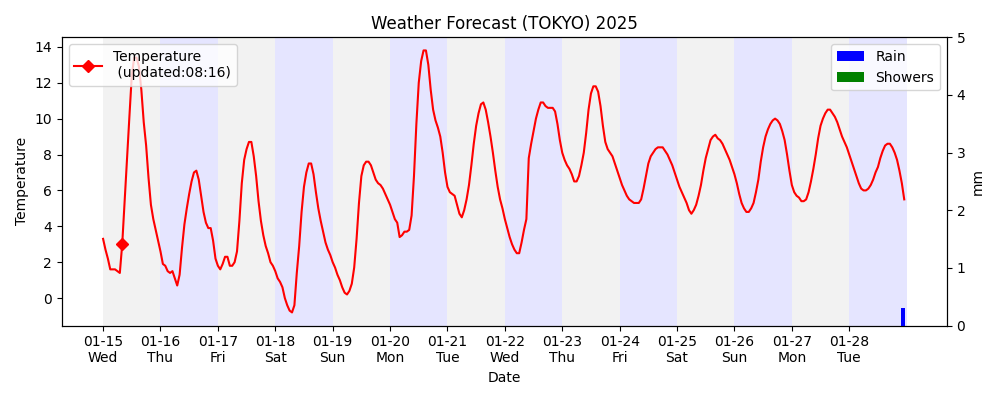 Weather Forecast (TOKYO) 2025
Temperature
(updated:08:16)
Rain
Showers
Temperature
14
12
10
8
6
4
2
0
5
4
3
2
1
0
mm
01-15 01-16 01-17 01-18 01-19 01-20 01-21 01-22 01-23 01-24 01-25 01-26 01-27 01-28
Wed Thu Fri Sat Sun Mon Tue Wed Thu Fri Sat Sun Mon Tue
Date